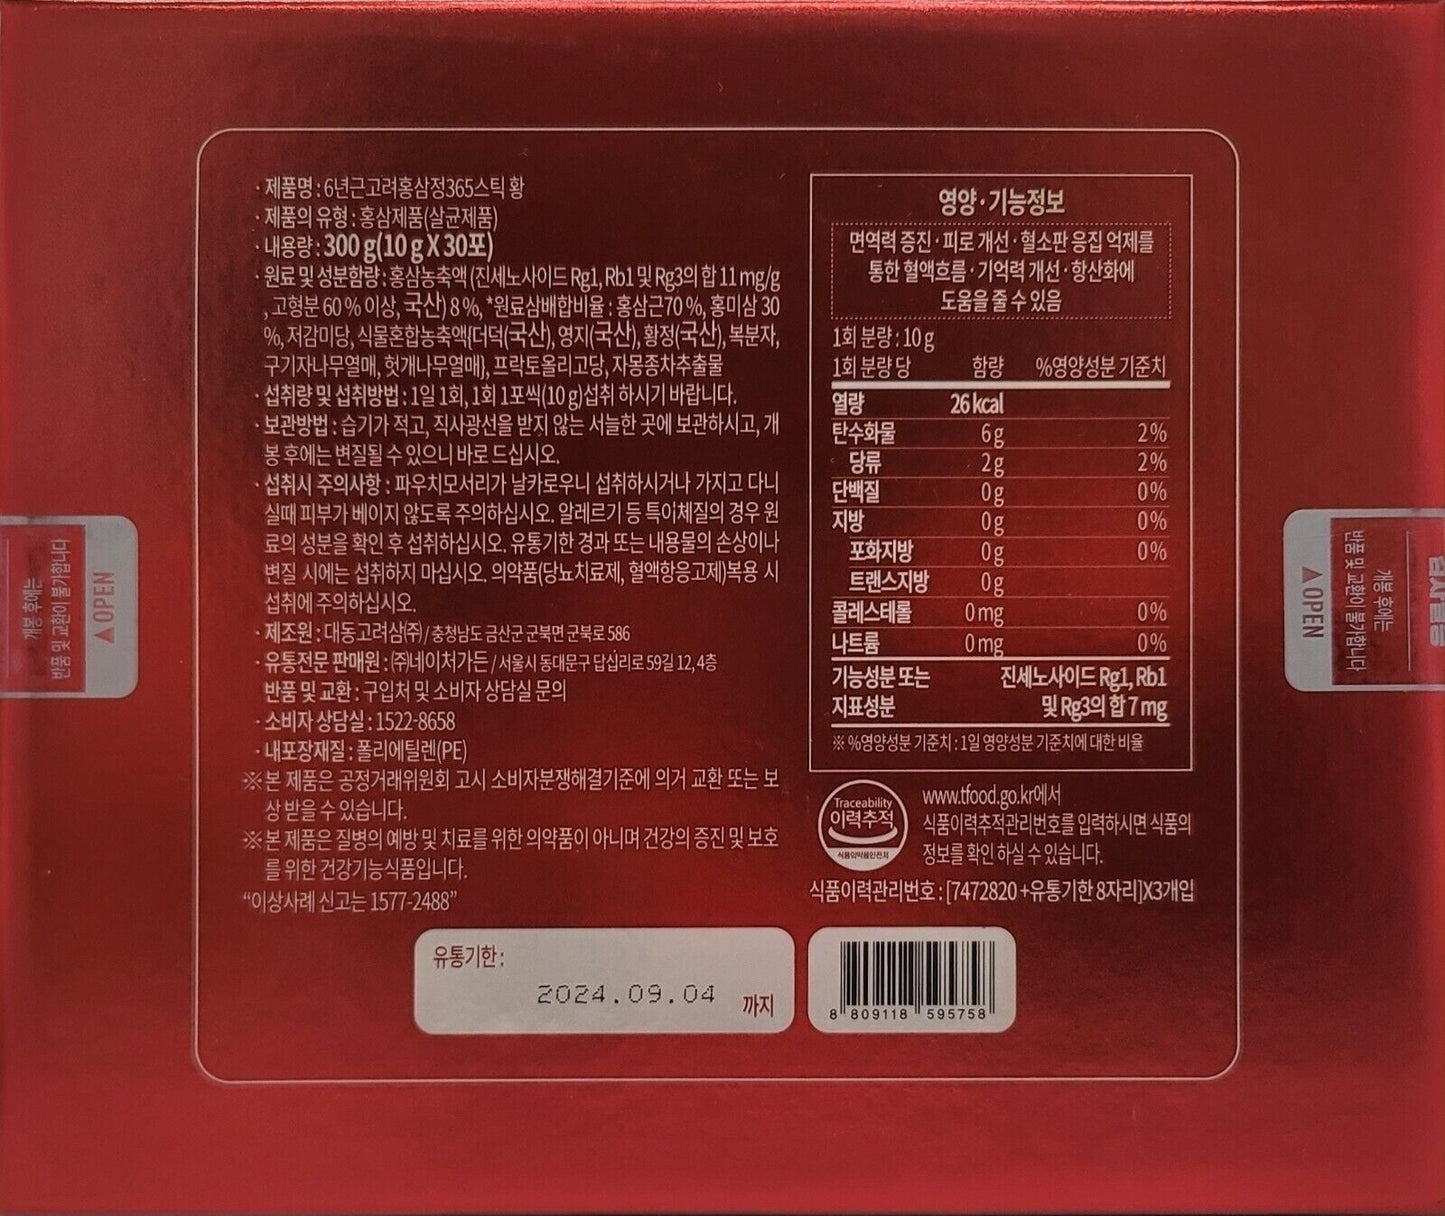 · 제품명 : 6년근고려홍삼정365스틱 황
· 제품의 유형 : 홍삼제품(살균제품)
· 내용량 : 300 g(10 g X 30포)
· 원료 및 성분함량 : 홍삼농축액 (진세노사이드 Rg1, Rb1 및 Rg3의 합 11 mg/g
, 고형분 60 % 이상, 국산) 8 %, *원료삼배합비율 : 홍삼근70 %, 홍미삼 30
%, 저감미당, 식물혼합농축액{더덕(국산), 영지(국산), 황정(국산), 복분자,
구기자나무열매, 헛개나무열매}, 프락토올리고당, 자몽종자추출물
· 섭취량 및 섭취방법 : 1일 1회, 1회 1포씩(10 g)섭취 하시기 바랍니다.
· 보관방법 : 습기가 적고, 직사광선을 받지 않는 서늘한 곳에 보관하시고, 개
봉 후에는 변질될 수 있으니 바로 드십시오.
· 섭취시 주의사항 : 파우치모서리가 날카로우니 섭취하시거나 가지고 다니
실때 피부가 베이지 않도록 주의하십시오. 알레르기 등 특이체질의 경우 원
료의 성분을 확인 후 섭취하십시오. 유통기한 경과 또는 내용물의 손상이나
변질 시에는 섭취하지 마십시오. 의약품(당뇨치료제, 혈액항응고제)복용 시
섭취에 주의하십시오.
· 제조원 : 대동고려삼(주) / 충청남도 금산군 군북면 군북로 586
· 유통전문 판매원 : ㈜네이처가든 / 서울시 동대문구 답십리로 59길 12, 4층
반품 및 교환 : 구입처 및 소비자 상담실 문의
· 소비자 상담실 : 1522-8658
· 내포장재질 : 폴리에틸렌(PE)
※ 본 제품은 공정거래위원회 고시 소비자분쟁해결기준에 의거 교환 또는 보
상 받을 수 있습니다.
※ 본 제품은 질병의 예방 및 치료를 위한 의약품이 아니며 건강의 증진 및 보호
를 위한 건강기능식품입니다.
“이상사례 신고는 1577-2488”
영양 · 기능정보
면역력 증진 · 피로 개선 · 혈소판 응집 억제를
통한 혈액흐름 · 기억력 개선 · 항산화에
도움을 줄 수 있음
1회 분량 : 10 g
1회 분량 당 함량 %영양성분 기준치
열량 26 kcal
탄수화물 6 g 2 %
당류 2 g 2 %
단백질 0 g 0 %
지방 0 g 0 %
포화지방 0 g 0 %
트랜스지방 0 g
콜레스테롤 0 mg 0 %
나트륨 0 mg 0 %
기능성분 또는 진세노사이드 Rg1, Rb1
지표성분 및 Rg3의 합 7 mg
※ %영양성분 기준치 : 1일 영양성분 기준치에 대한 비율
Traceability
이력추적
식품의약품안전처
www.tfood.go.kr에서
식품이력추적관리번호를 입력하시면 식품의
정보를 확인 하실 수 있습니다.
식품이력관리번호 : [7472820 +유통기한 8자리]X3개입
유통기한 :
2024.09.04 까지
8 809118 595758
개봉 후에는
반품 및 교환이 불가합니다
▲ OPEN
개봉 후에는
반품 및 교환이 불가합니다
▲ OPEN